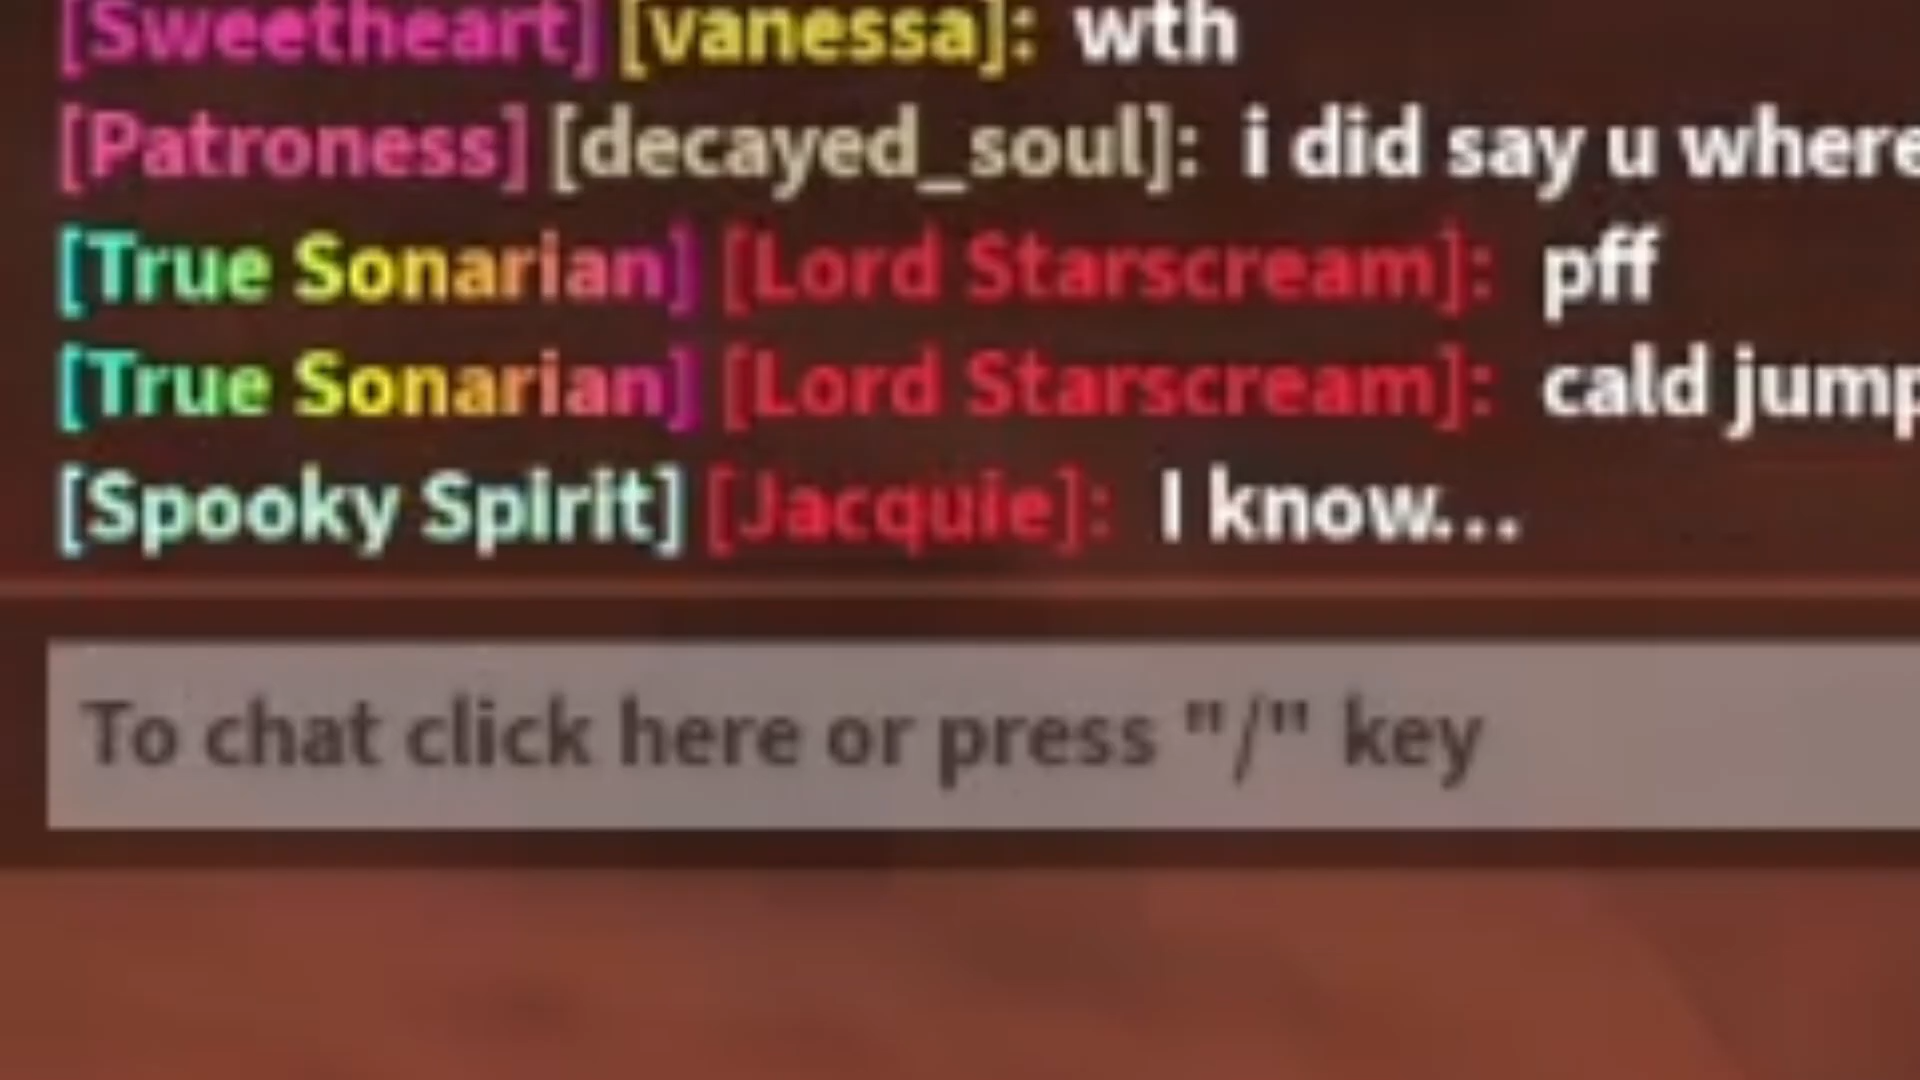 [Sweetheart] [vanessa]: wth
[Patroness] [decayed_soul]: i did say u where
[True Sonarian] [Lord Starscream]: pff
[True Sonarian] [Lord Starscream]: cald jump
[Spooky Spirit] [Jacquie]: I know...
To chat click here or press "/" key